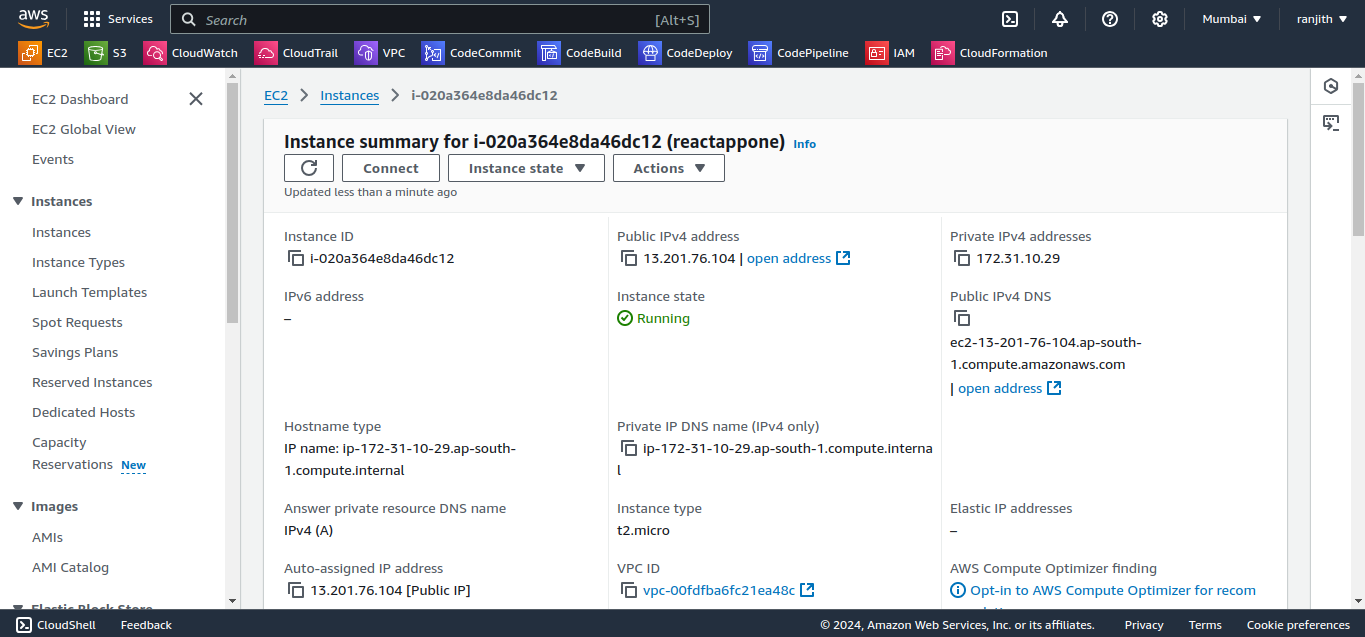 aws
Services
Search
[Alt+S]
Mumbai
ranjith
EC2
S3
CloudWatch
CloudTrail
VPC
CodeCommit
CodeBuild
CodeDeploy
CodePipeline
IAM
CloudFormation
EC2 Dashboard
EC2 Global View
Events
Instances
Instances
Instance Types
Launch Templates
Spot Requests
Savings Plans
Reserved Instances
Dedicated Hosts
Capacity
Reservations New
Images
AMIs
AMI Catalog
Elastic Block Store
EC2 > Instances > i-020a364e8da46dc12
Instance summary for i-020a364e8da46dc12 (reactappone) Info
Connect
Instance state
Actions
Updated less than a minute ago
Instance ID
i-020a364e8da46dc12
Public IPv4 address
13.201.76.104 | open address
Private IPv4 addresses
172.31.10.29
IPv6 address
–
Instance state
Running
Public IPv4 DNS
ec2-13-201-76-104.ap-south-
1.compute.amazonaws.com
| open address
Hostname type
IP name: ip-172-31-10-29.ap-south-
1.compute.internal
Private IP DNS name (IPv4 only)
ip-172-31-10-29.ap-south-1.compute.interna
l
Answer private resource DNS name
IPv4 (A)
Instance type
t2.micro
Elastic IP addresses
–
Auto-assigned IP address
13.201.76.104 [Public IP]
VPC ID
vpc-00fdfba6fc21ea48c
AWS Compute Optimizer finding
Opt-in to AWS Compute Optimizer for recom
CloudShell
Feedback
© 2024, Amazon Web Services, Inc. or its affiliates.
Privacy
Terms
Cookie preferences